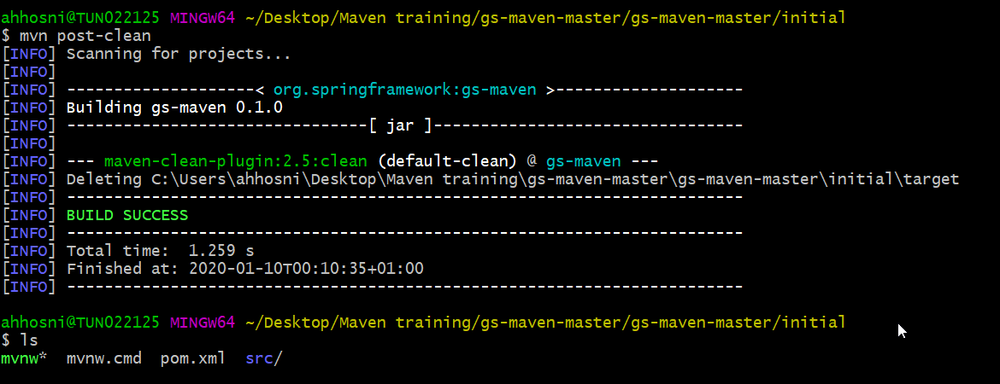 ahhosni@TUN022125 MINGW64 ~/Desktop/Maven training/gs-maven-master/gs-maven-master/initial
$ mvn post-clean
[INFO] Scanning for projects...
[INFO]
[INFO] --------------------< org.springframework:gs-maven >--------------------
[INFO] Building gs-maven 0.1.0
[INFO] --------------------------------[ jar ]---------------------------------
[INFO]
[INFO] --- maven-clean-plugin:2.5:clean (default-clean) @ gs-maven ---
[INFO] Deleting C:\Users\ahhosni\Desktop\Maven training\gs-maven-master\gs-maven-master\initial\target
[INFO] ------------------------------------------------------------------------
[INFO] BUILD SUCCESS
[INFO] ------------------------------------------------------------------------
[INFO] Total time:  1.259 s
[INFO] Finished at: 2020-01-10T00:10:35+01:00
[INFO] ------------------------------------------------------------------------
ahhosni@TUN022125 MINGW64 ~/Desktop/Maven training/gs-maven-master/gs-maven-master/initial
$ ls
mvnw*  mvnw.cmd  pom.xml  src/